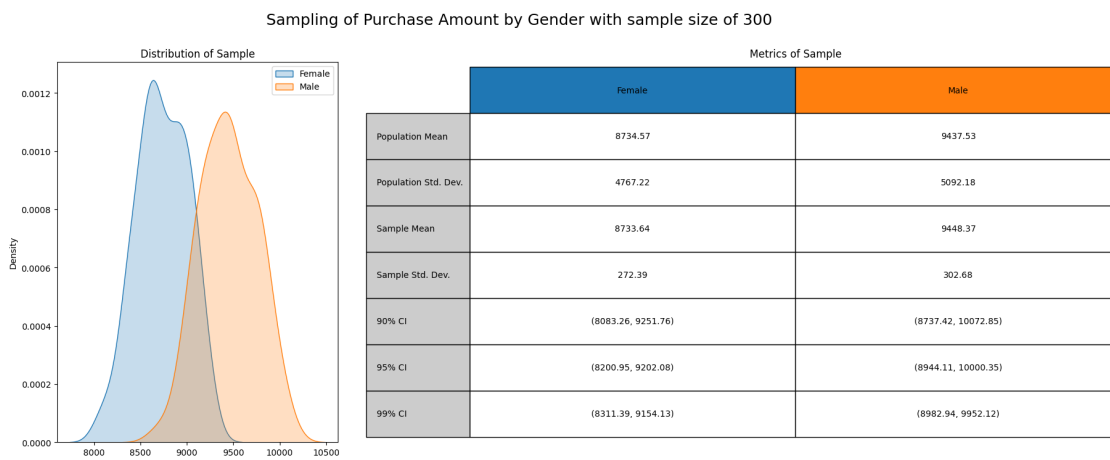 Sampling of Purchase Amount by Gender with sample size of 300
Distribution of Sample
Female
Male
0.0012
0.0010
0.0008
0.0006
0.0004
0.0002
0.0000
Density
8000 8500 9000 9500 10000 10500
Metrics of Sample
Female Male
Population Mean 8734.57 9437.53
Population Std. Dev. 4767.22 5092.18
Sample Mean 8733.64 9448.37
Sample Std. Dev. 272.39 302.68
90% CI (8083.26, 9251.76) (8737.42, 10072.85)
95% CI (8200.95, 9202.08) (8944.11, 10000.35)
99% CI (8311.39, 9154.13) (8982.94, 9952.12)